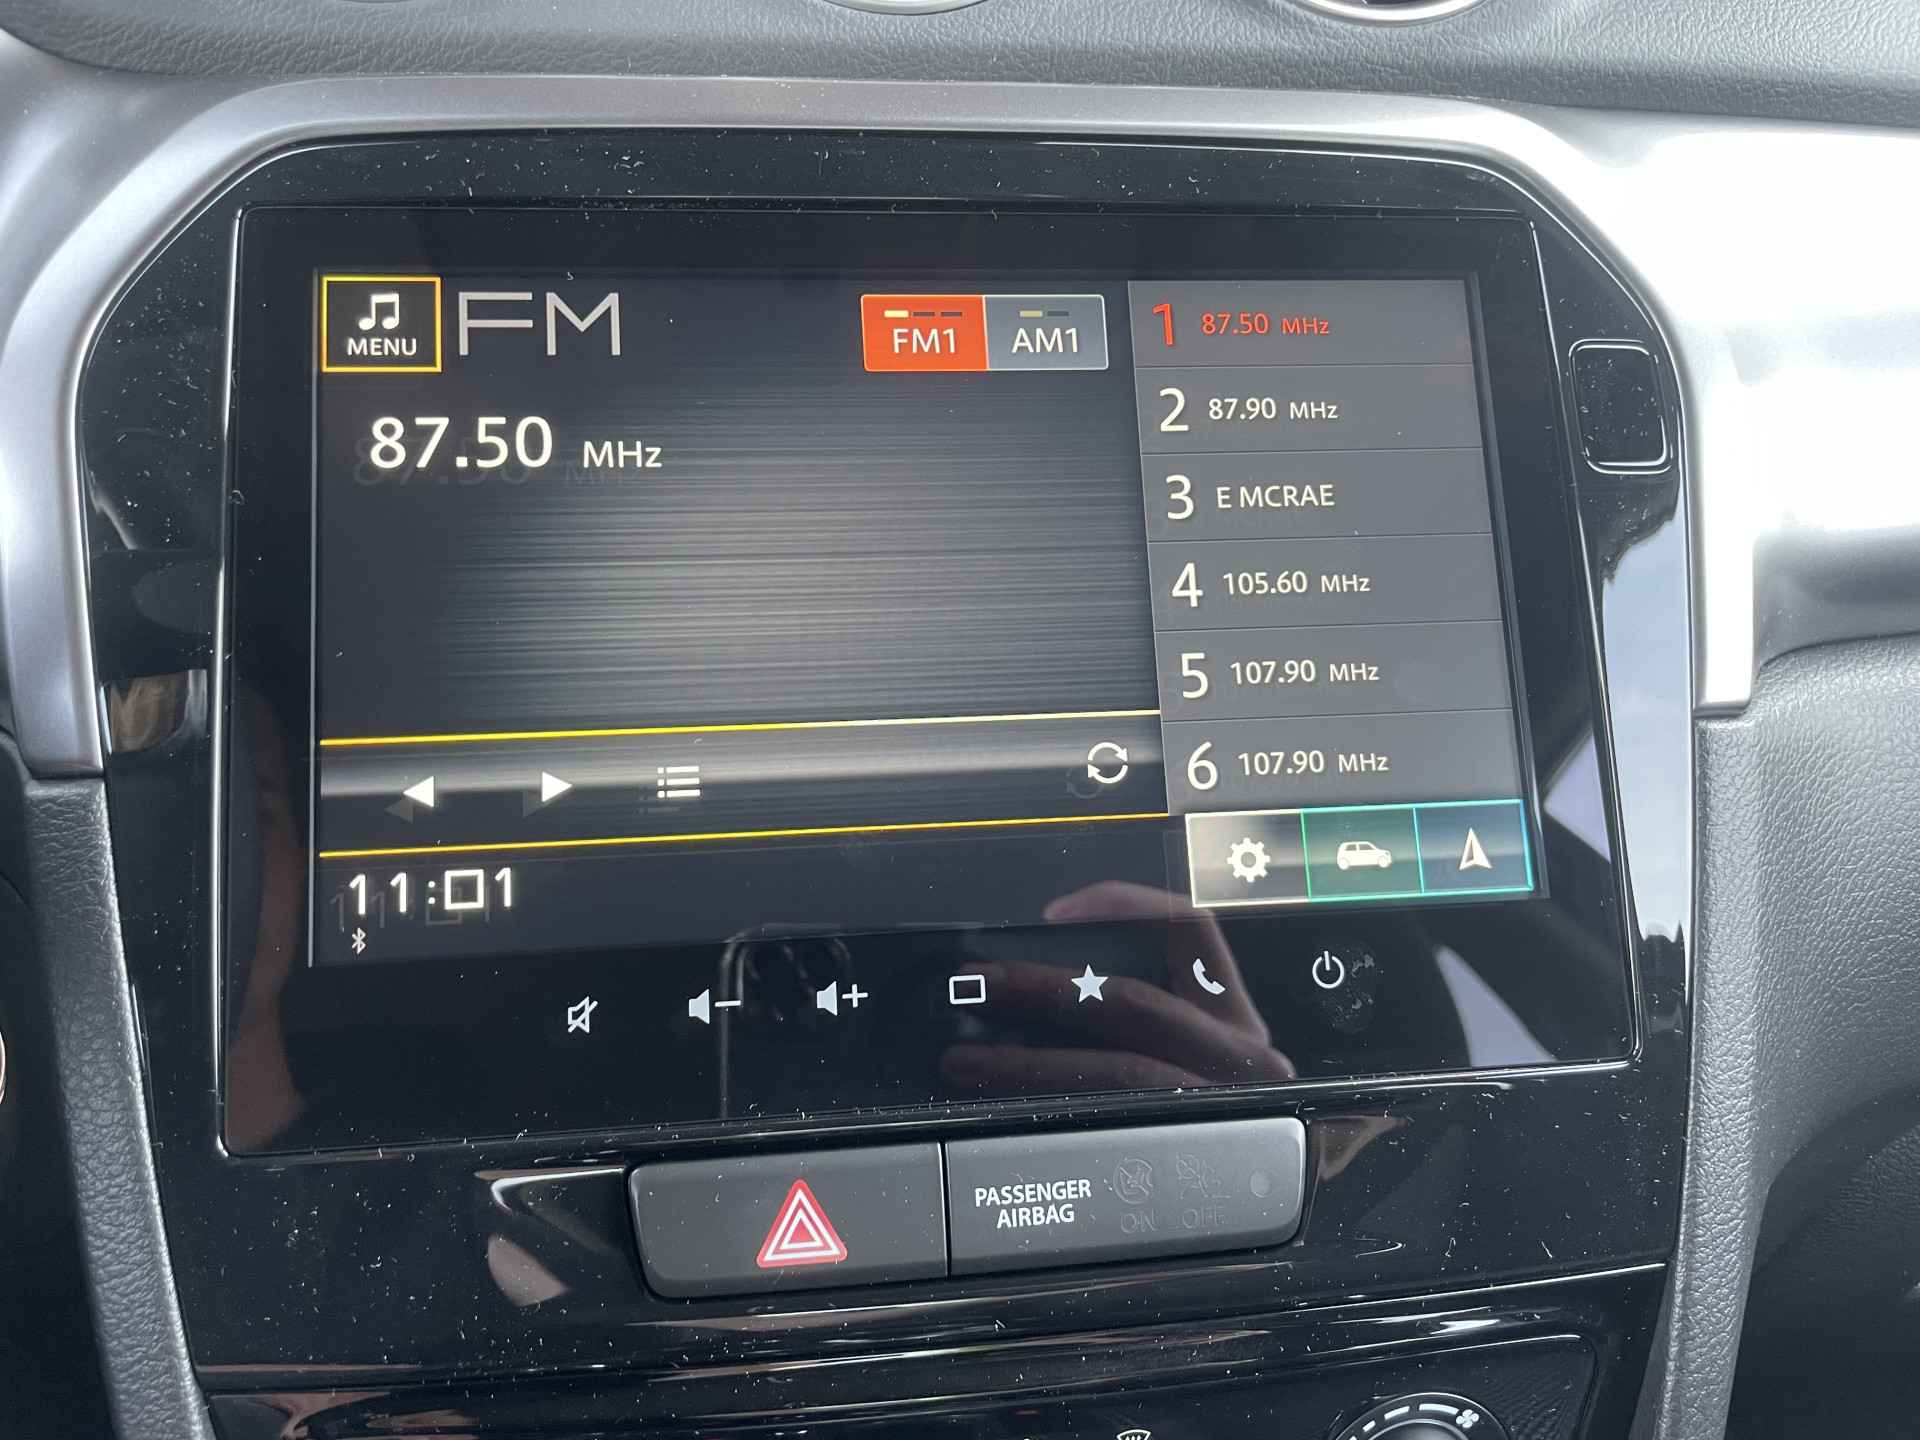 MENU
FM
FM1
AM1
87.50 MHz
1 87.50 MHz
2 87.90 MHz
3 E MCRAE
4 105.60 MHz
5 107.90 MHz
6 107.90 MHz
11:01
PASSENGER
AIRBAG
ON OFF